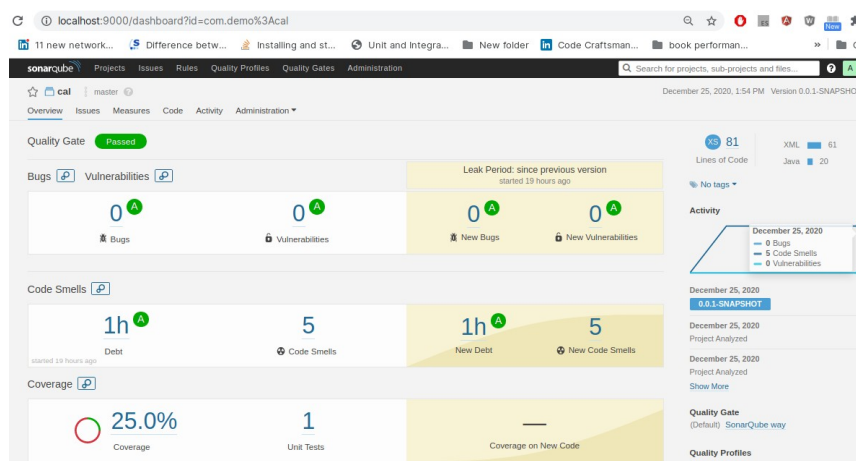 localhost:9000/dashboard?id=com.demo%3Acal
ES
New
11 new network... Difference betw... Installing and st... Unit and Integra... New folder Code Craftsman... book performan... »
sonarqube Projects Issues Rules Quality Profiles Quality Gates Administration Search for projects, sub-projects and files... ? A
cal master December 25, 2020, 1:54 PM Version 0.0.1-SNAPSHO
Overview Issues Measures Code Activity Administration
Quality Gate Passed
XS 81
Lines of Code
XML 61
Java 20
Bugs Vulnerabilities
Leak Period: since previous version
started 19 hours ago
No tags
0 A 0 A 0 A 0 A
Bugs Vulnerabilities New Bugs New Vulnerabilities
Activity
December 25, 2020
0 Bugs
5 Code Smells
0 Vulnerabilities
Code Smells
December 25, 2020
0.0.1-SNAPSHOT
1h A 5 1h A 5
Debt Code Smells New Debt New Code Smells
started 19 hours ago
December 25, 2020
Project Analyzed
December 25, 2020
Project Analyzed
Show More
Coverage
25.0% 1 —
Coverage Unit Tests Coverage on New Code
Quality Gate
(Default) SonarQube way
Quality Profiles